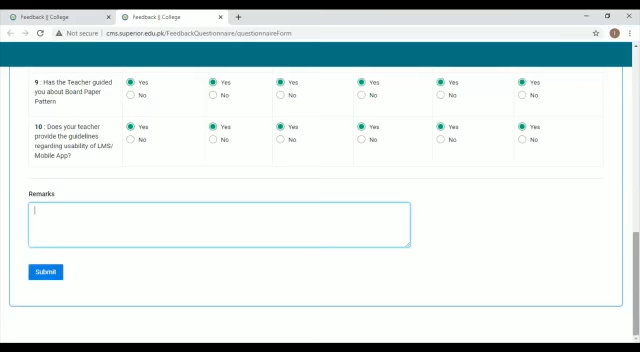 Feedback || College
Feedback || College
Not secure | cms.superior.edu.pk/FeedbackQuestionnaire/questionnaireForm
9 : Has the Teacher guided you about Board Paper Pattern
Yes Yes Yes Yes Yes Yes
No No No No No No
10 : Does your teacher provide the guidelines regarding usability of LMS/ Mobile App?
Yes Yes Yes Yes Yes Yes
No No No No No No
Remarks
Submit